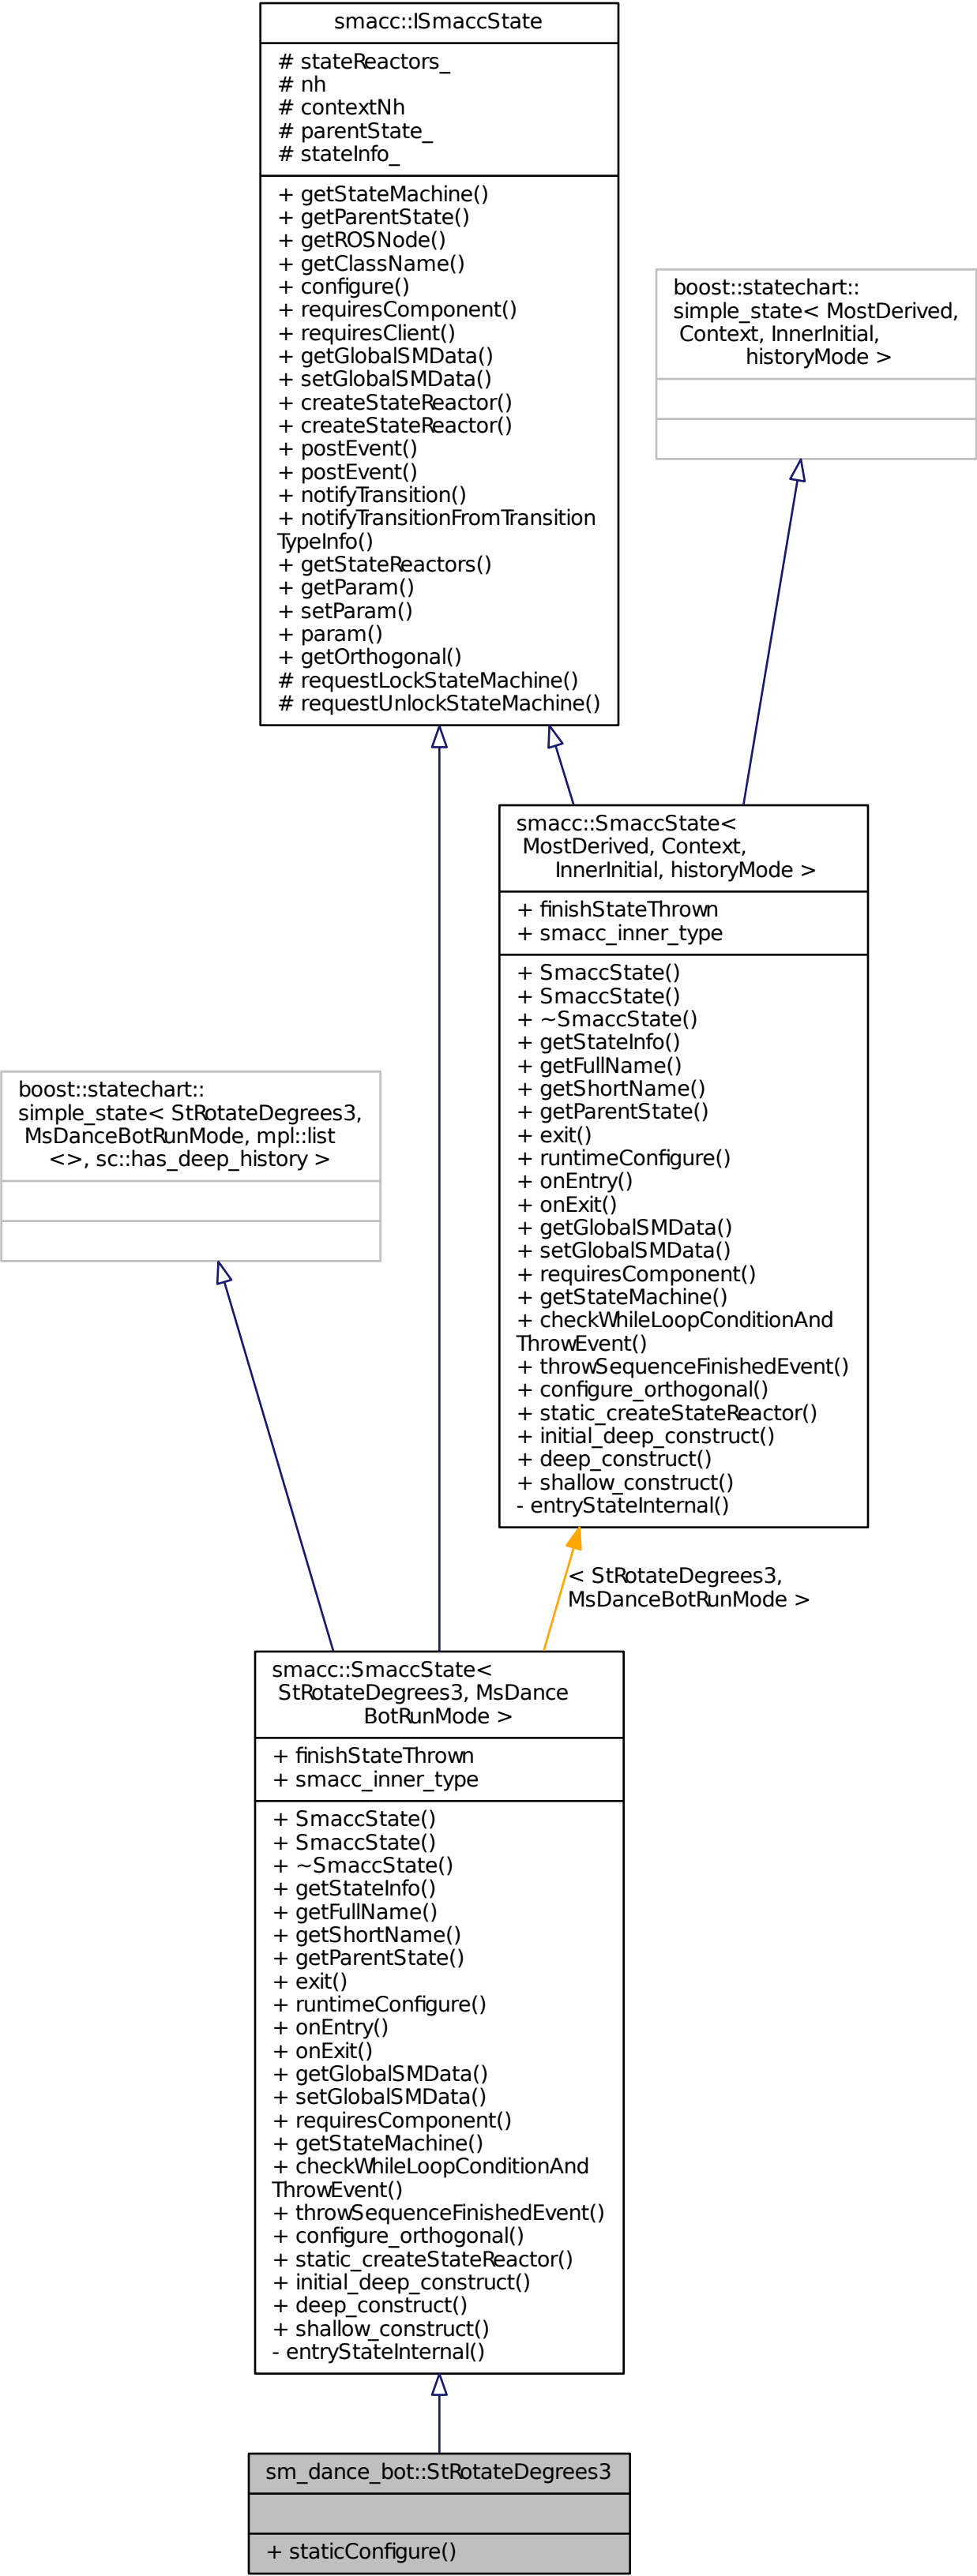 smacc::ISmaccState
# stateReactors_
# nh
# contextNh
# parentState_
# stateInfo_
+ getStateMachine()
+ getParentState()
+ getROSNode()
+ getClassName()
+ configure()
+ requiresComponent()
+ requiresClient()
+ getGlobalSMData()
+ setGlobalSMData()
+ createStateReactor()
+ createStateReactor()
+ postEvent()
+ postEvent()
+ notifyTransition()
+ notifyTransitionFromTransition
TypeInfo()
+ getStateReactors()
+ getParam()
+ setParam()
+ param()
+ getOrthogonal()
# requestLockStateMachine()
# requestUnlockStateMachine()
boost::statechart::
simple_state< MostDerived,
Context, InnerInitial,
historyMode >
smacc::SmaccState<
MostDerived, Context,
InnerInitial, historyMode >
+ finishStateThrown
+ smacc_inner_type
+ SmaccState()
+ SmaccState()
+ ~SmaccState()
+ getStateInfo()
+ getFullName()
+ getShortName()
+ getParentState()
+ exit()
+ runtimeConfigure()
+ onEntry()
+ onExit()
+ getGlobalSMData()
+ setGlobalSMData()
+ requiresComponent()
+ getStateMachine()
+ checkWhileLoopConditionAnd
ThrowEvent()
+ throwSequenceFinishedEvent()
+ configure_orthogonal()
+ static_createStateReactor()
+ initial_deep_construct()
+ deep_construct()
+ shallow_construct()
- entryStateInternal()
boost::statechart::
simple_state< StRotateDegrees3,
MsDanceBotRunMode, mpl::list
<>, sc::has_deep_history >
< StRotateDegrees3,
MsDanceBotRunMode >
smacc::SmaccState<
StRotateDegrees3, MsDance
BotRunMode >
+ finishStateThrown
+ smacc_inner_type
+ SmaccState()
+ SmaccState()
+ ~SmaccState()
+ getStateInfo()
+ getFullName()
+ getShortName()
+ getParentState()
+ exit()
+ runtimeConfigure()
+ onEntry()
+ onExit()
+ getGlobalSMData()
+ setGlobalSMData()
+ requiresComponent()
+ getStateMachine()
+ checkWhileLoopConditionAnd
ThrowEvent()
+ throwSequenceFinishedEvent()
+ configure_orthogonal()
+ static_createStateReactor()
+ initial_deep_construct()
+ deep_construct()
+ shallow_construct()
- entryStateInternal()
sm_dance_bot::StRotateDegrees3
+ staticConfigure()